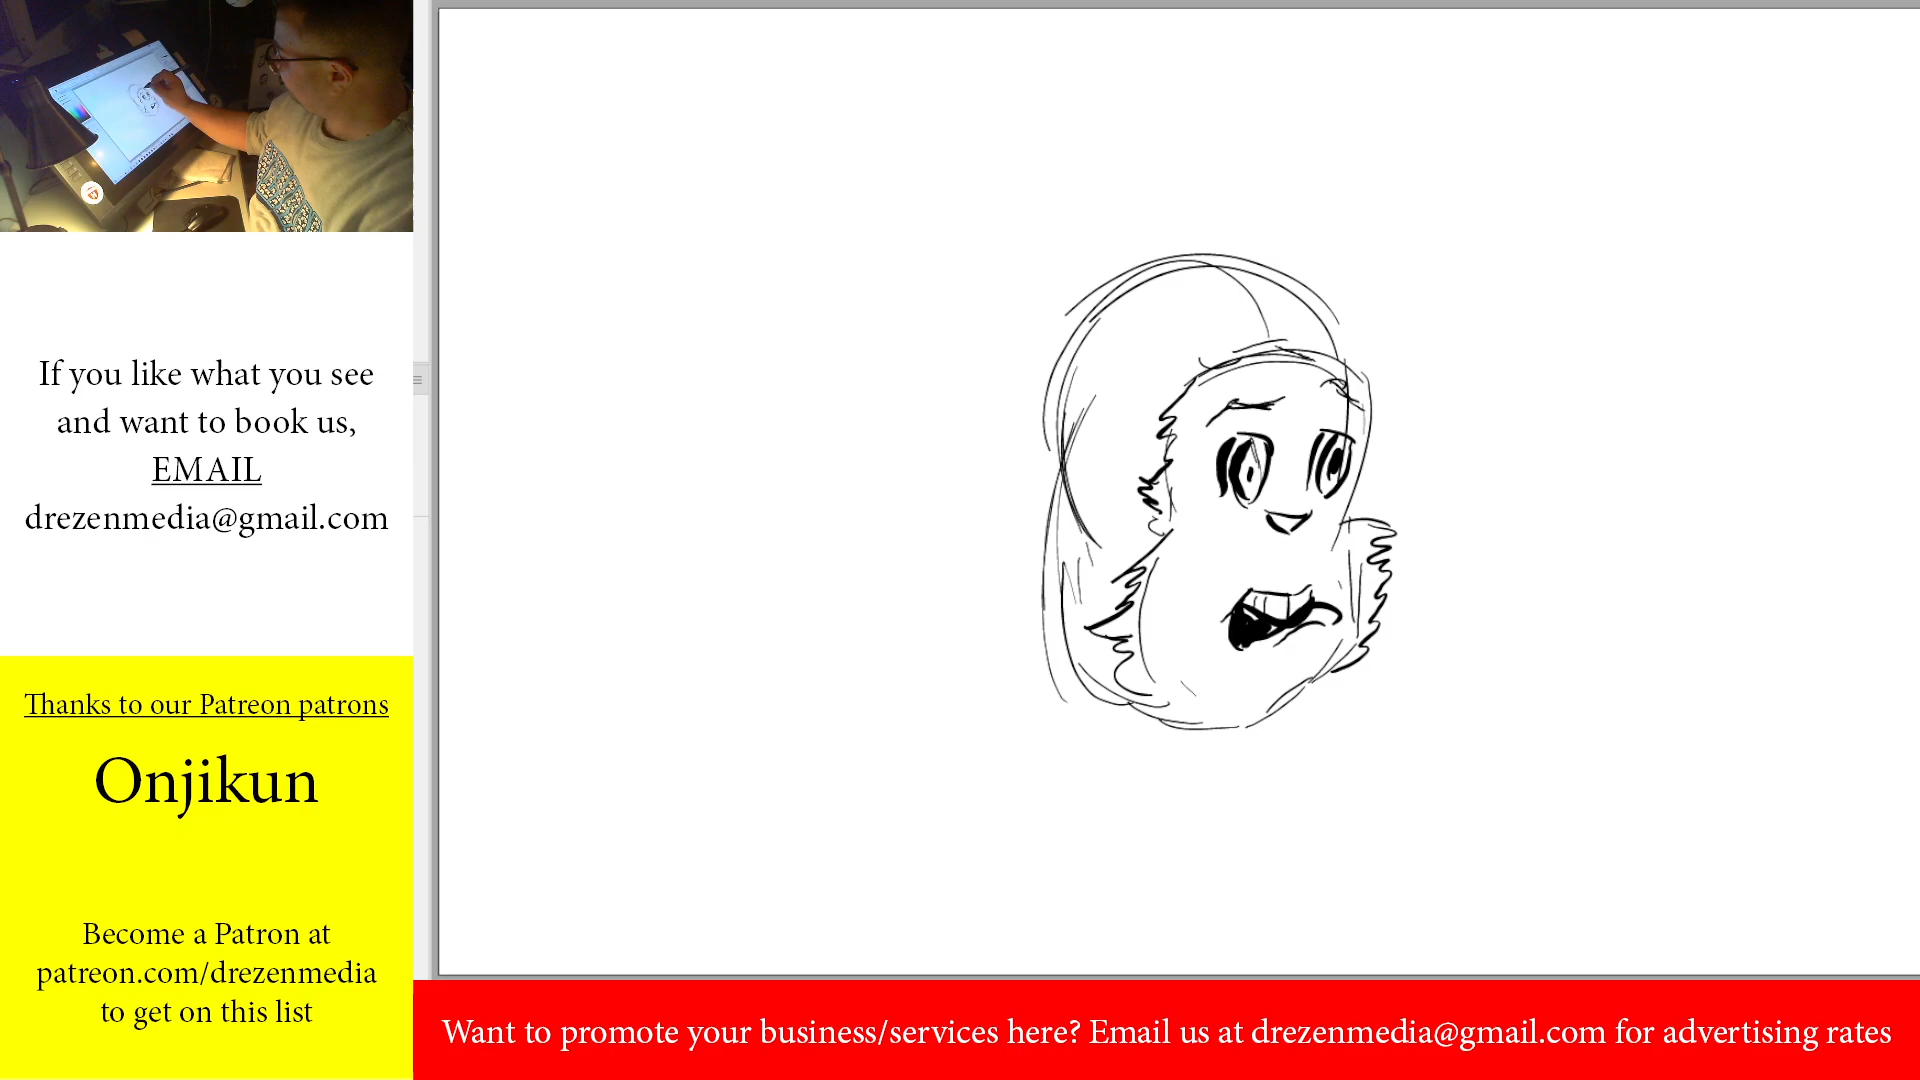 If you like what you see
and want to book us,
EMAIL
drezenmedia@gmail.com
Thanks to our Patreon patrons
Onjikun
Become a Patron at
patreon.com/drezenmedia
to get on this list
Want to promote your business/services here? Email us at drezenmedia@gmail.com for advertising rates